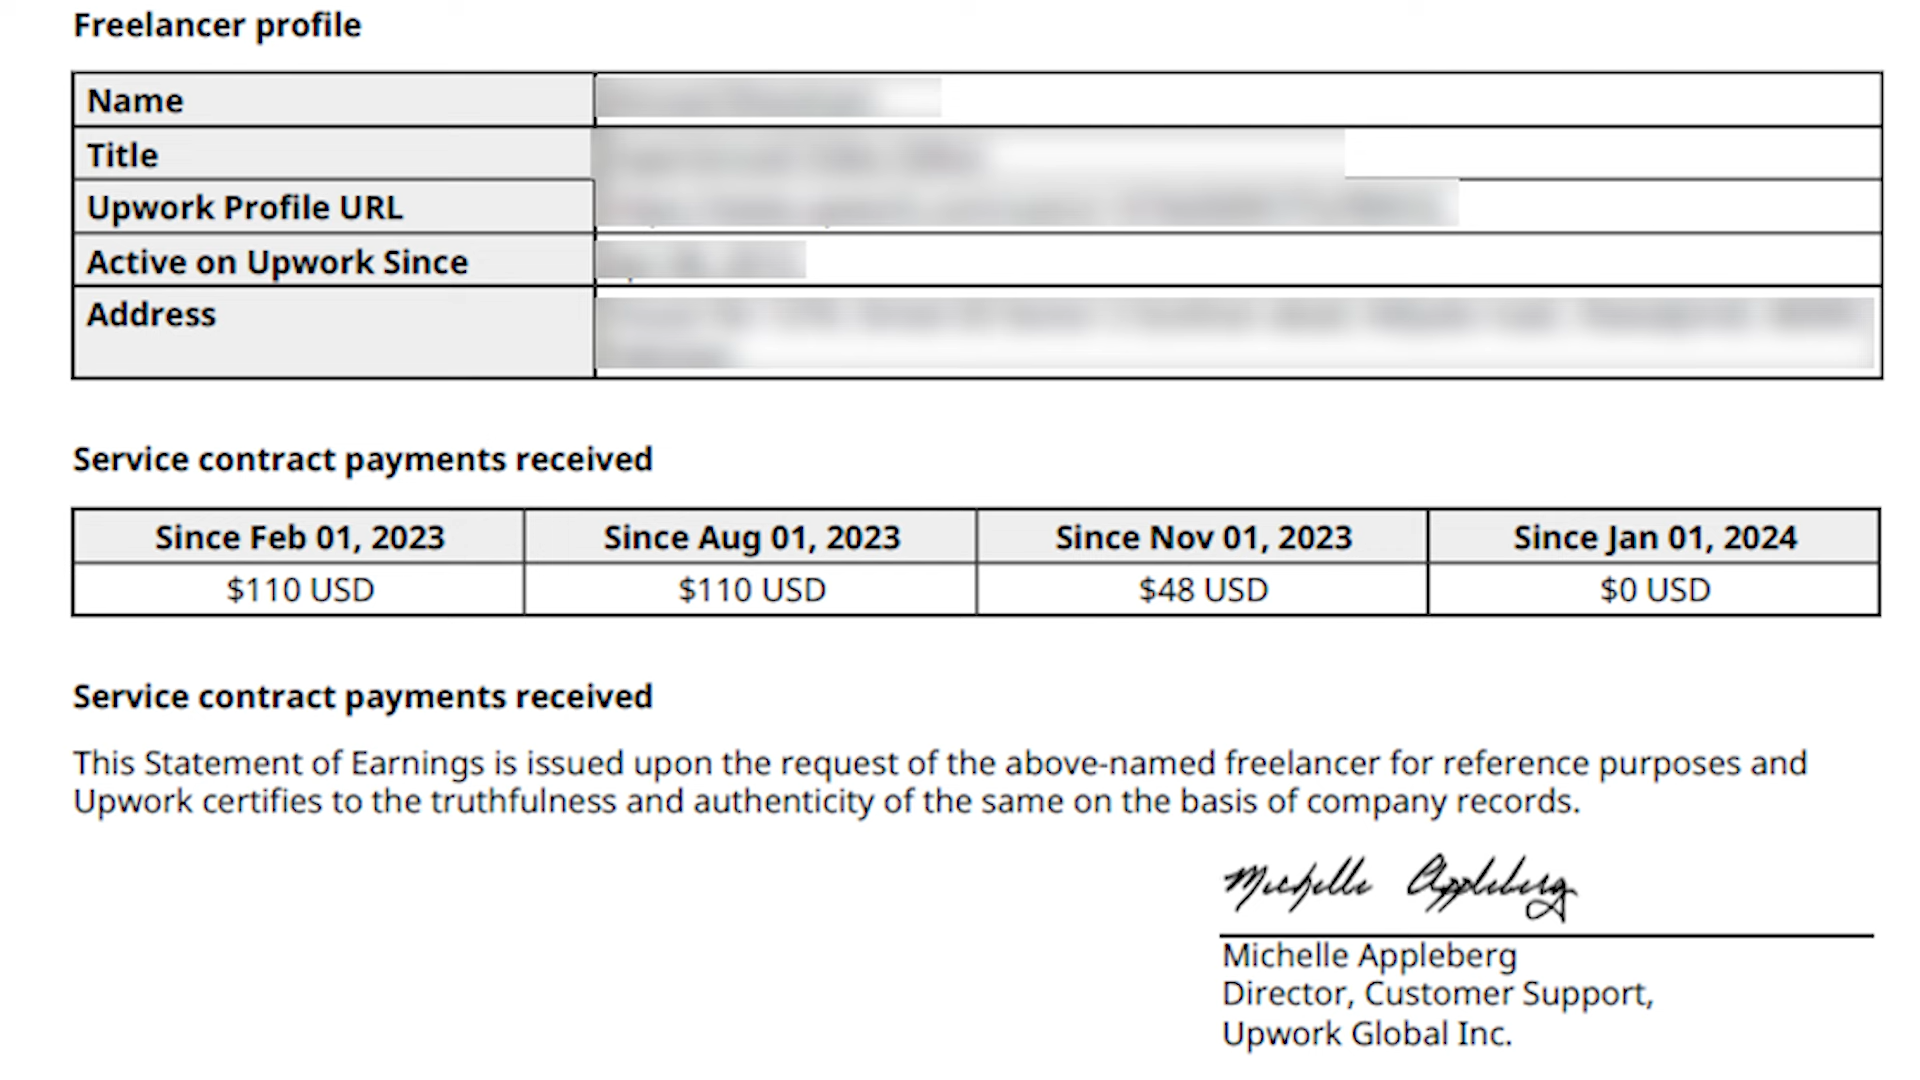 Freelancer profile
Name
Title
Upwork Profile URL
Active on Upwork Since
Address
Service contract payments received
Since Feb 01, 2023 Since Aug 01, 2023 Since Nov 01, 2023 Since Jan 01, 2024
$110 USD $110 USD $48 USD $0 USD
Service contract payments received
This Statement of Earnings is issued upon the request of the above-named freelancer for reference purposes and
Upwork certifies to the truthfulness and authenticity of the same on the basis of company records.
Michelle Appleberg
Michelle Appleberg
Director, Customer Support,
Upwork Global Inc.